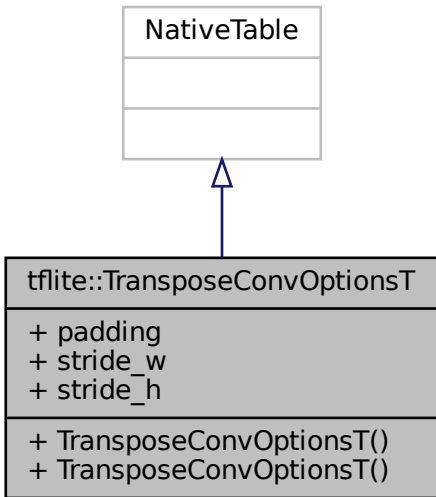 NativeTable
tflite::TransposeConvOptionsT
+ padding
+ stride_w
+ stride_h
+ TransposeConvOptionsT()
+ TransposeConvOptionsT()